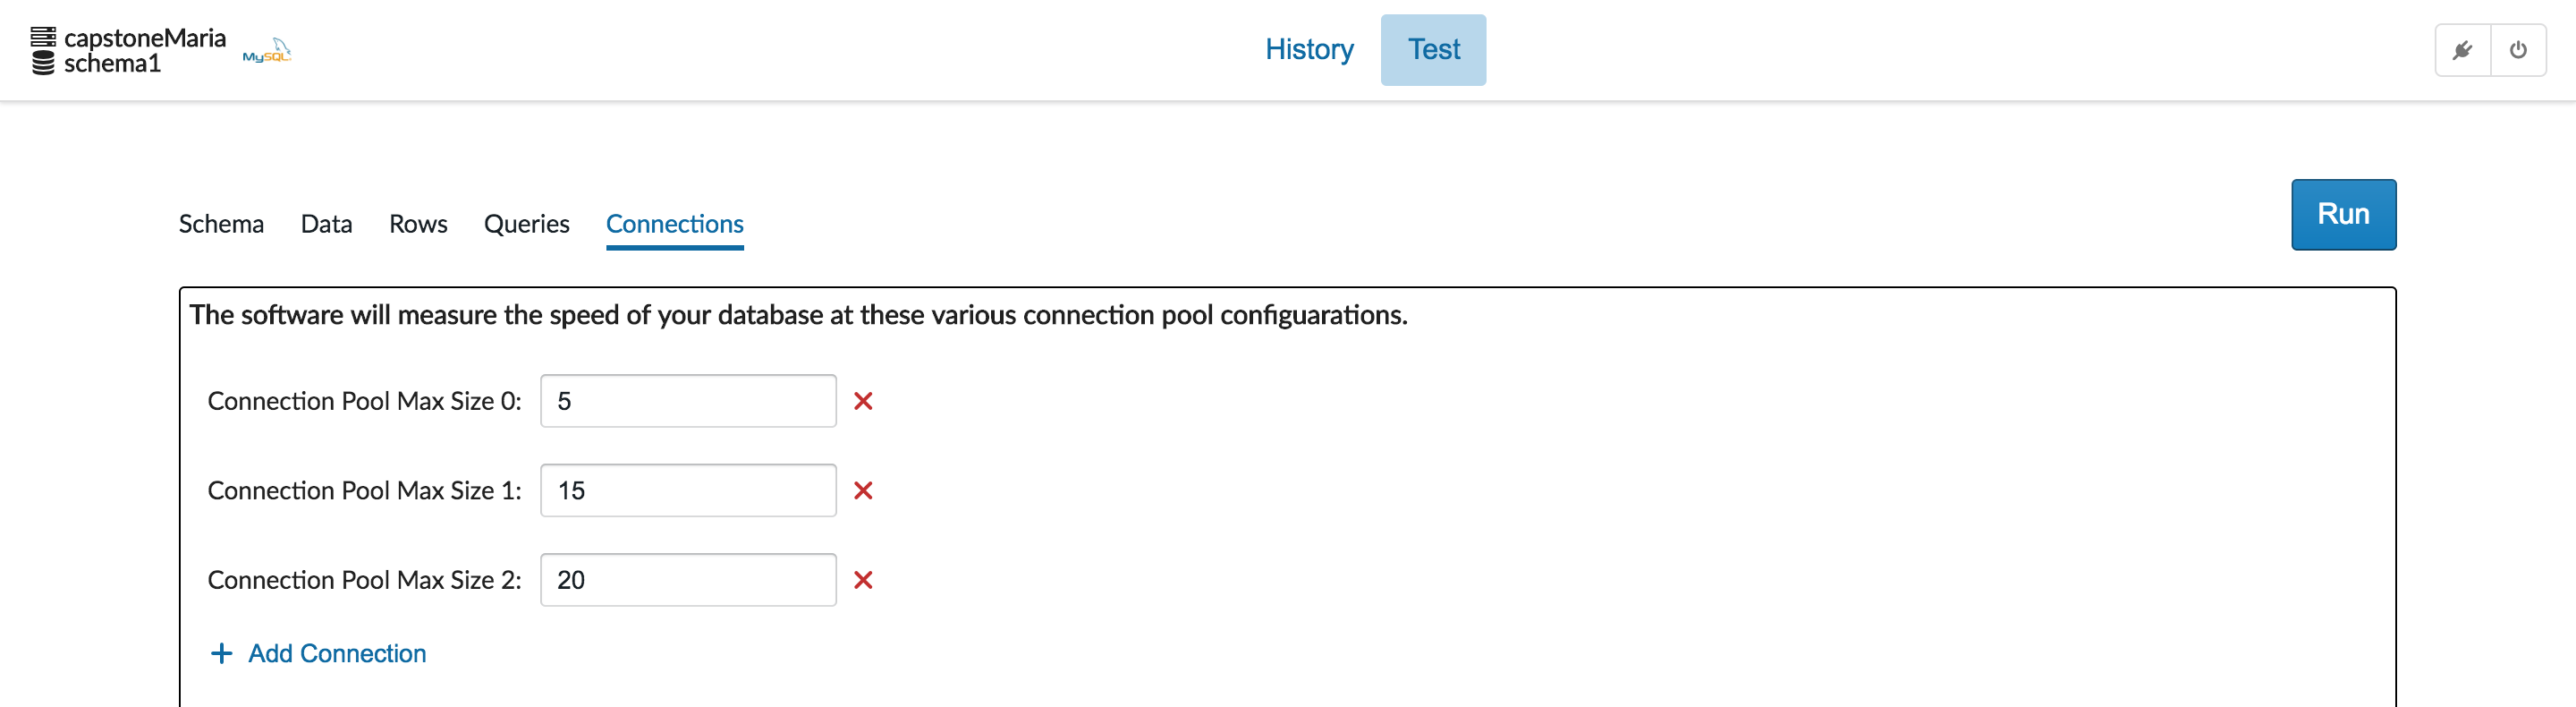 capstoneMaria
schema1
MySQL
History
Test
Schema
Data
Rows
Queries
Connections
Run
The software will measure the speed of your database at these various connection pool configuarations.
Connection Pool Max Size 0: 5
Connection Pool Max Size 1: 15
Connection Pool Max Size 2: 20
Add Connection